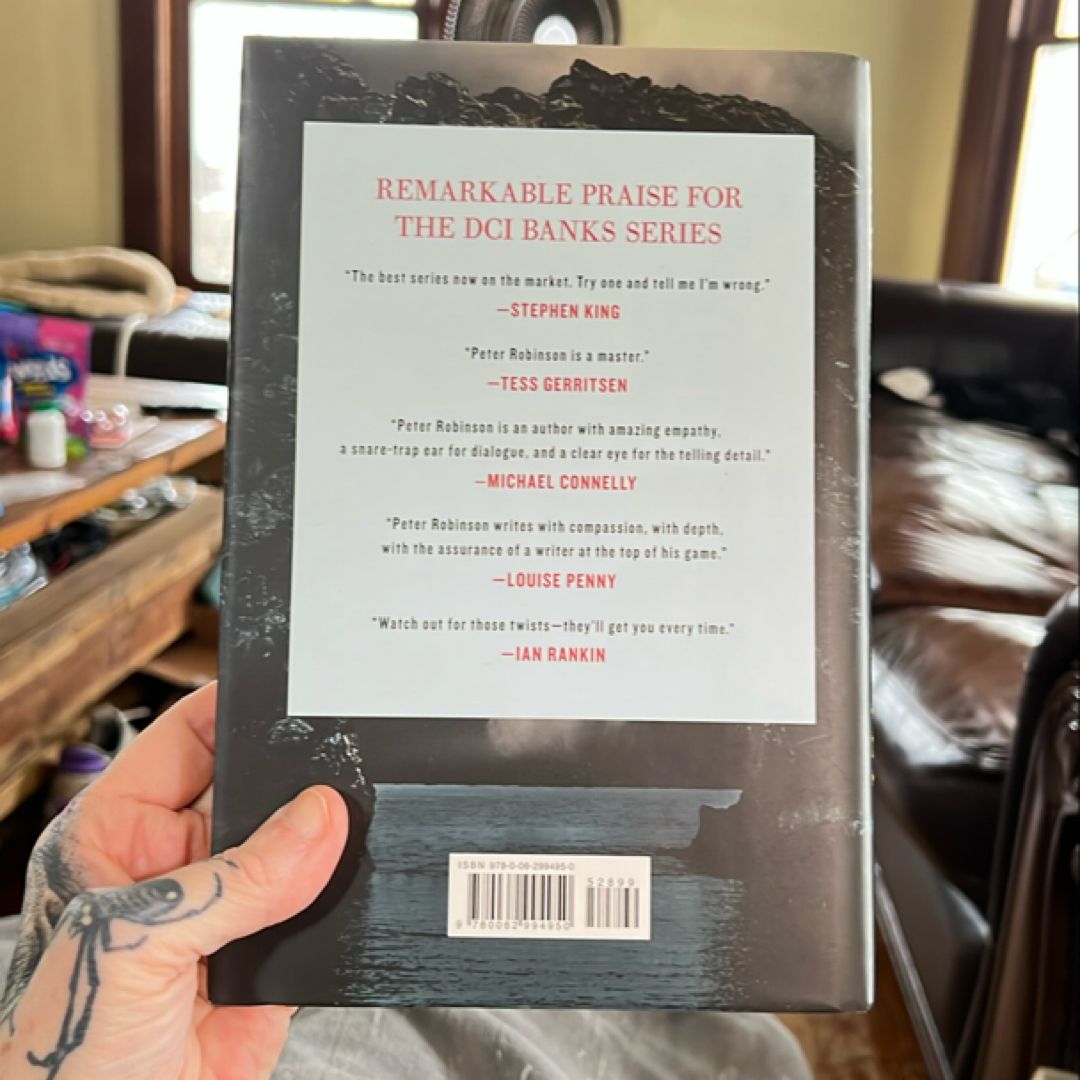 REMARKABLE PRAISE FOR
THE DCI BANKS SERIES
"The best series now on the market. Try one and tell me I'm wrong."
—STEPHEN KING
"Peter Robinson is a master."
—TESS GERRITSEN
"Peter Robinson is an author with amazing empathy,
a snare-trap ear for dialogue, and a clear eye for the telling detail."
—MICHAEL CONNELLY
"Peter Robinson writes with compassion, with depth,
with the assurance of a writer at the top of his game."
—LOUISE PENNY
"Watch out for those twists—they'll get you every time."
—IAN RANKIN
ISBN 978-0-06-299495-0
52899
9 780062 994950